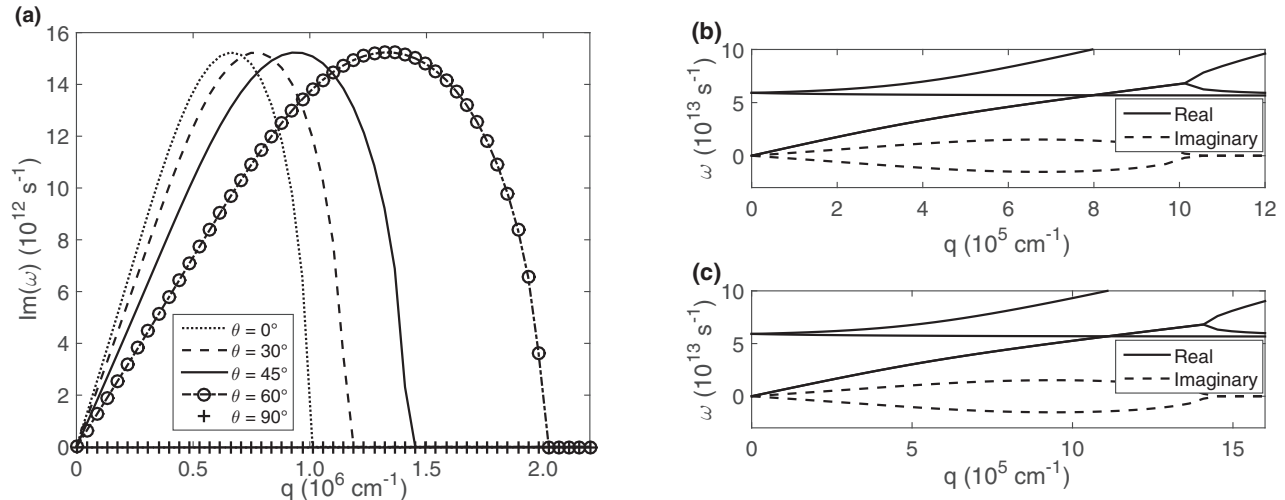 (a)
16
14
12
10
8
6
4
2
0
Im(ω) (10¹² s⁻¹)
θ = 0°
θ = 30°
θ = 45°
θ = 60°
θ = 90°
0 0.5 1.0 1.5 2.0
q (10⁶ cm⁻¹)
(b)
10
5
0
ω (10¹³ s⁻¹)
Real
Imaginary
0 2 4 6 8 10 12
q (10⁵ cm⁻¹)
(c)
10
5
0
ω (10¹³ s⁻¹)
Real
Imaginary
0 5 10 15
q (10⁵ cm⁻¹)